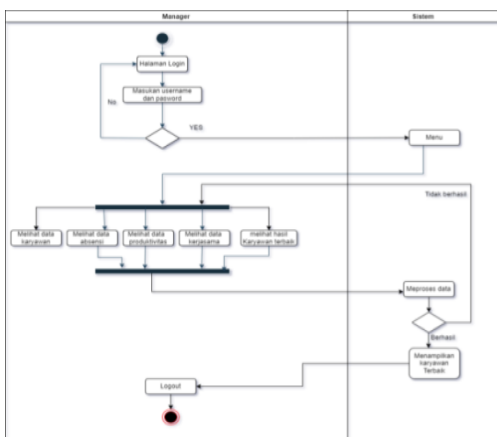 Manager
Sistem
Halaman Login
Masukan username
dan pasword
No
YES
Menu
Tidak berhasil
Melihat data
karyawan
Melihat data
absensi
Melihat data
produktivitas
Melihat data
kerjasama
melihat hasil
Karyawan terbaik
Meproses data
Berhasil
Menampilkan
karyawan
Terbaik
Logout